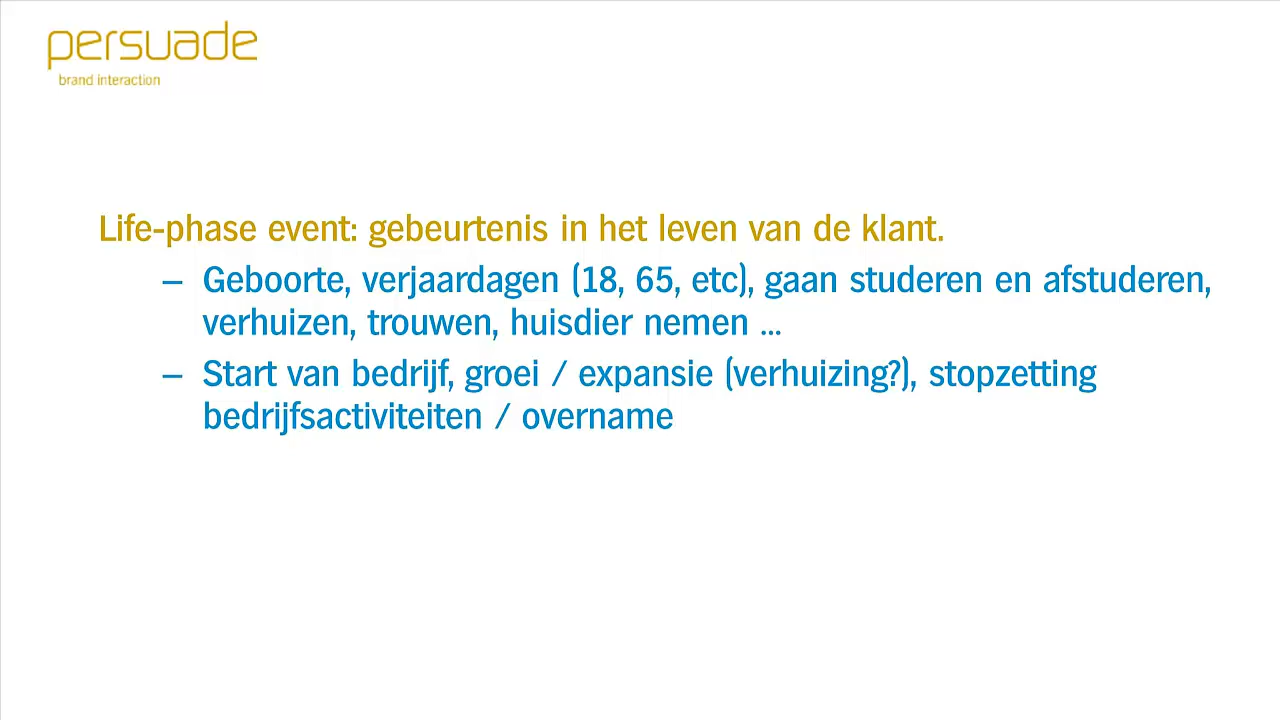 persuade
brand interaction
Life-phase event: gebeurtenis in het leven van de klant.
– Geboorte, verjaardagen (18, 65, etc), gaan studeren en afstuderen,
verhuizen, trouwen, huisdier nemen ...
– Start van bedrijf, groei / expansie (verhuizing?), stopzetting
bedrijfsactiviteiten / overname